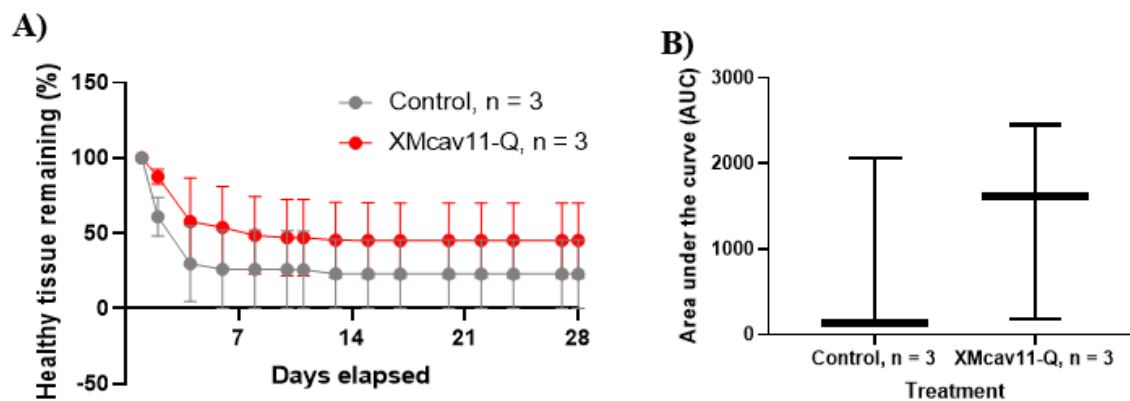 A)
Healthy tissue remaining (%)
150
100
50
0
-50
7
14
21
28
Days elapsed
Control, n = 3
XMcav11-Q, n = 3
B)
Area under the curve (AUC)
3000
2000
1000
0
Control, n = 3
XMcav11-Q, n = 3
Treatment